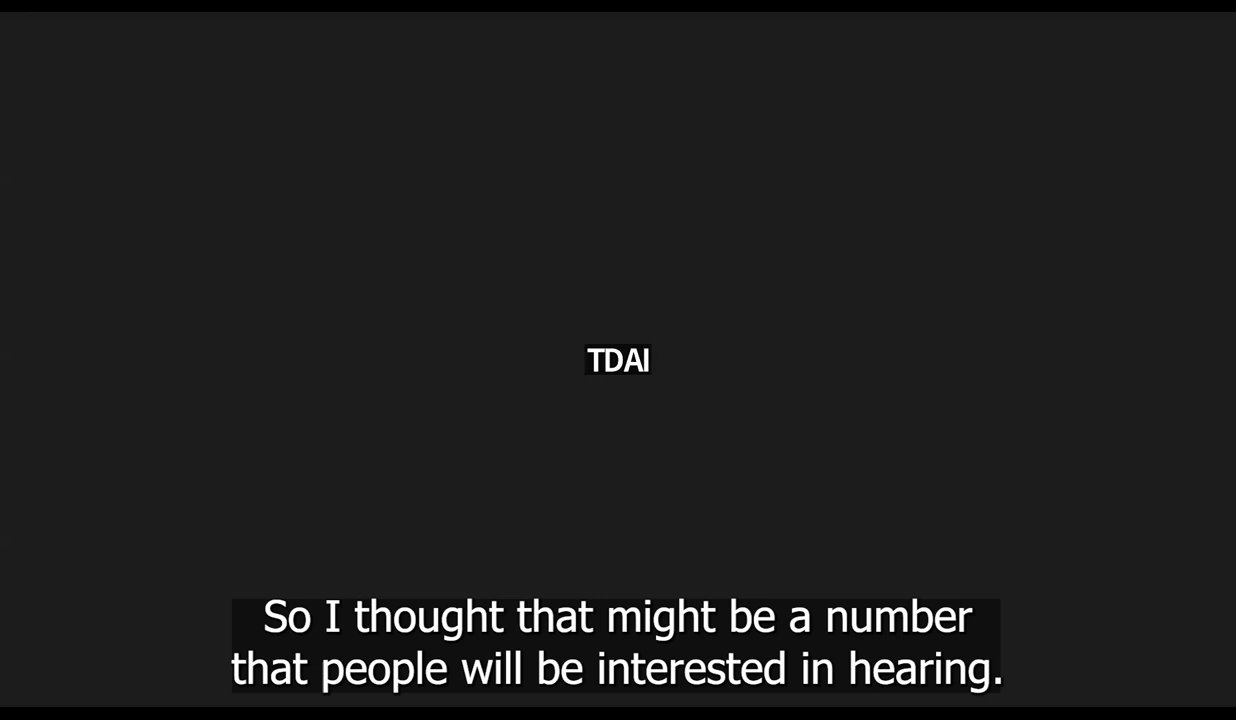 TDAI
So I thought that might be a number
that people will be interested in hearing.